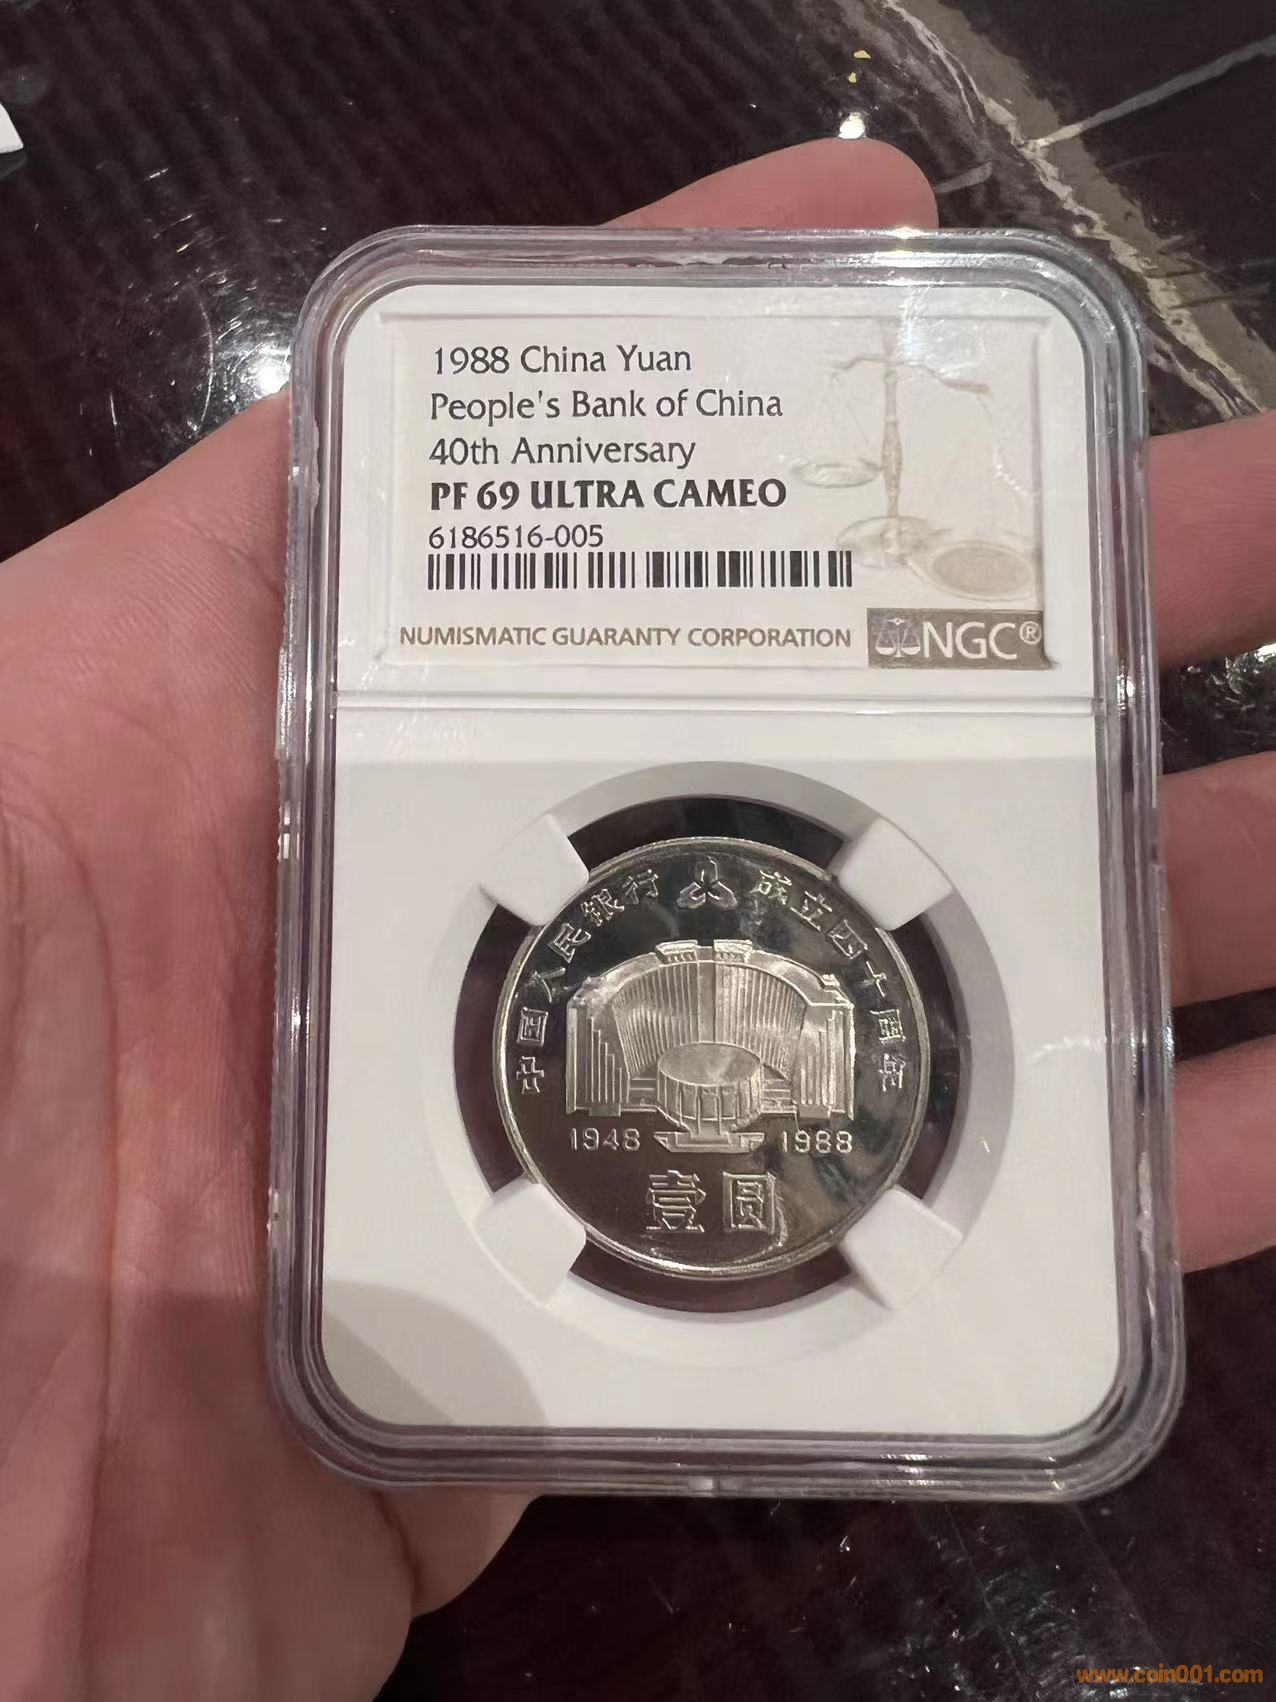 1988 China Yuan
People's Bank of China
40th Anniversary
PF 69 ULTRA CAMEO
6186516-005
NUMISMATIC GUARANTY CORPORATION
NGC®
中国人民银行 成立四十周年
1948 1988
壹圆
www.coin001.com